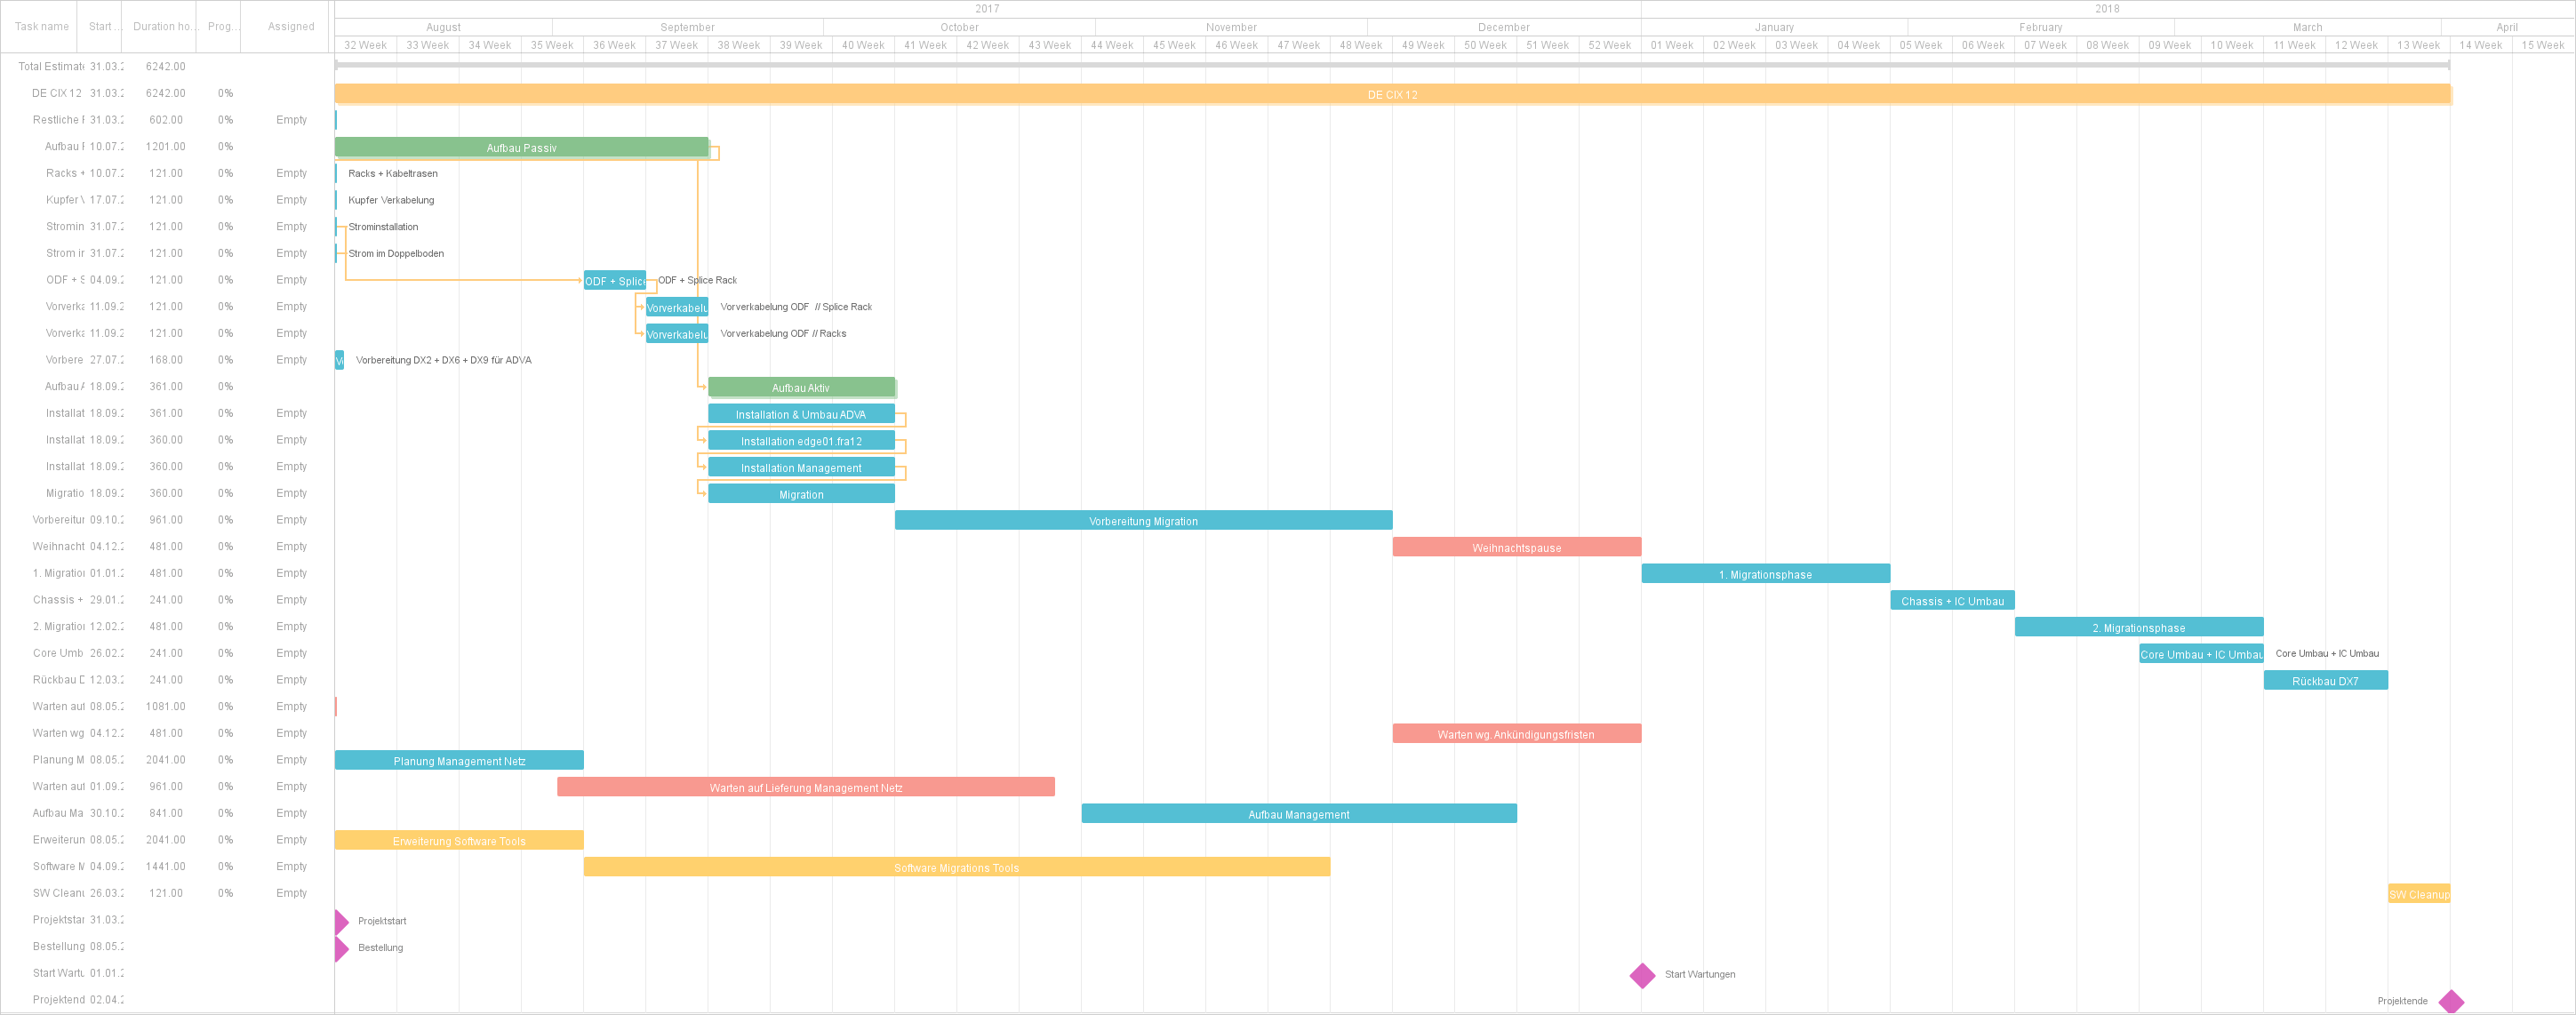 2017 2018
Task name Start ... Duration ho... Prog... Assigned August September October November December January February March April
32 Week 33 Week 34 Week 35 Week 36 Week 37 Week 38 Week 39 Week 40 Week 41 Week 42 Week 43 Week 44 Week 45 Week 46 Week 47 Week 48 Week 49 Week 50 Week 51 Week 52 Week 01 Week 02 Week 03 Week 04 Week 05 Week 06 Week 07 Week 08 Week 09 Week 10 Week 11 Week 12 Week 13 Week 14 Week 15 Week
Total Estimate 31.03.2 6242.00
DE CIX 12 31.03.2 6242.00 0% DE CIX 12
Restliche 31.03.2 602.00 0% Empty
Aufbau 10.07.2 1201.00 0% Aufbau Passiv
Racks + 10.07.2 121.00 0% Empty Racks + Kabeltrasen
Kupfer 17.07.2 121.00 0% Empty Kupfer Verkabelung
Stromin 31.07.2 121.00 0% Empty Strominstallation
Strom ir 31.07.2 121.00 0% Empty Strom im Doppelboden
ODF + S 04.09.2 121.00 0% Empty ODF + Splic ODF + Splice Rack
Vorverka 11.09.2 121.00 0% Empty Vorverkabelu Vorverkabelung ODF // Splice Rack
Vorverka 11.09.2 121.00 0% Empty Vorverkabelu Vorverkabelung ODF // Racks
Vorbere 27.07.2 168.00 0% Empty Vo Vorbereitung DX2 + DX6 + DX9 für ADVA
Aufbau A 18.09.2 361.00 0% Aufbau Aktiv
Installat 18.09.2 361.00 0% Empty Installation & Umbau ADVA
Installat 18.09.2 360.00 0% Empty Installation edge01.fra12
Installat 18.09.2 360.00 0% Empty Installation Management
Migratio 18.09.2 360.00 0% Empty Migration
Vorbereitur 09.10.2 961.00 0% Empty Vorbereitung Migration
Weihnacht 04.12.2 481.00 0% Empty Weihnachtspause
1. Migration 01.01.2 481.00 0% Empty 1. Migrationsphase
Chassis + 29.01.2 241.00 0% Empty Chassis + IC Umbau
2. Migration 12.02.2 481.00 0% Empty 2. Migrationsphase
Core Umb 26.02.2 241.00 0% Empty Core Umbau + IC Umbau Core Umbau + IC Umbau
Rückbau D 12.03.2 241.00 0% Empty Rückbau DX7
Warten auf 08.05.2 1081.00 0% Empty
Warten wg 04.12.2 481.00 0% Empty Warten wg. Ankündigungsfristen
Planung M 08.05.2 2041.00 0% Empty Planung Management Netz
Warten auf 01.09.2 961.00 0% Empty Warten auf Lieferung Management Netz
Aufbau Ma 30.10.2 841.00 0% Empty Aufbau Management
Erweiterun 08.05.2 2041.00 0% Empty Erweiterung Software Tools
Software M 04.09.2 1441.00 0% Empty Software Migrations Tools
SW Cleanu 26.03.2 121.00 0% Empty SW Cleanup
Projektstar 31.03.2 Projektstart
Bestellung 08.05.2 Bestellung
Start Wartu 01.01.2 Start Wartungen
Projektend 02.04.2 Projektende